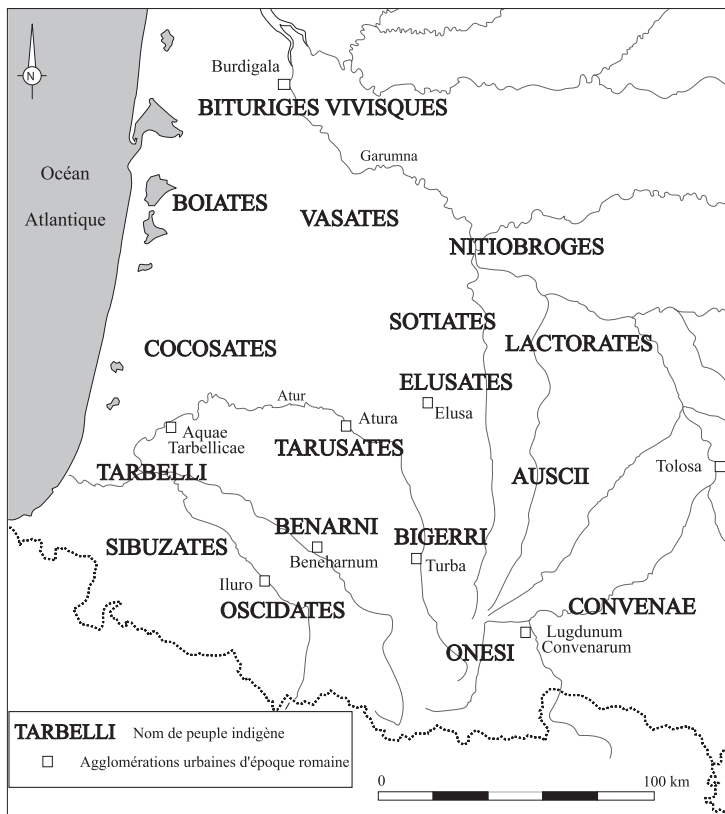 Burdigala
BITURIGES VIVISQUES
N
Garumna
Océan
Atlantique
BOIATES
VASATES
NITIOBROGES
SOTIATES
LACTORATES
COCOSATES
ELUSATES
Elusa
Atur
Atura
Aquae
Tarbellicae
TARUSATES
TARBELLI
AUSCII
Tolosa
BENARNI
Beneharnum
BIGERRI
Turba
SIBUZATES
Iluro
OSCIDATES
CONVENAE
Lugdunum
Convenarum
ONESI
TARBELLI Nom de peuple indigène
Agglomérations urbaines d'époque romaine
0 100 km